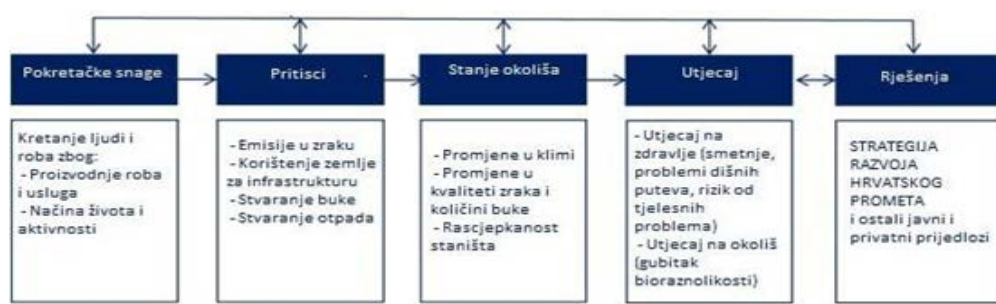 Pokretačke snage
Pritisci
Stanje okoliša
Utjecaj
Rješenja
Kretanje ljudi i
roba zbog:
- Proizvodnje roba
i usluga
- Načina života i
aktivnosti
- Emisije u zraku
- Korištenje zemlje
za infrastrukturu
- Stvaranje buke
- Stvaranje otpada
- Promjene u klimi
- Promjene u
kvaliteti zraka i
količini buke
- Rascjepkanost
staništa
- Utjecaj na
zdravlje (smetnje,
problemi dišnih
puteva, rizik od
tjelesnih
problema)
- Utjecaj na okoliš
(gubitak
bioraznolikosti)
STRATEGIJA
RAZVOJA
HRVATSKOG
PROMETA
i ostali javni i
privatni prijedlozi